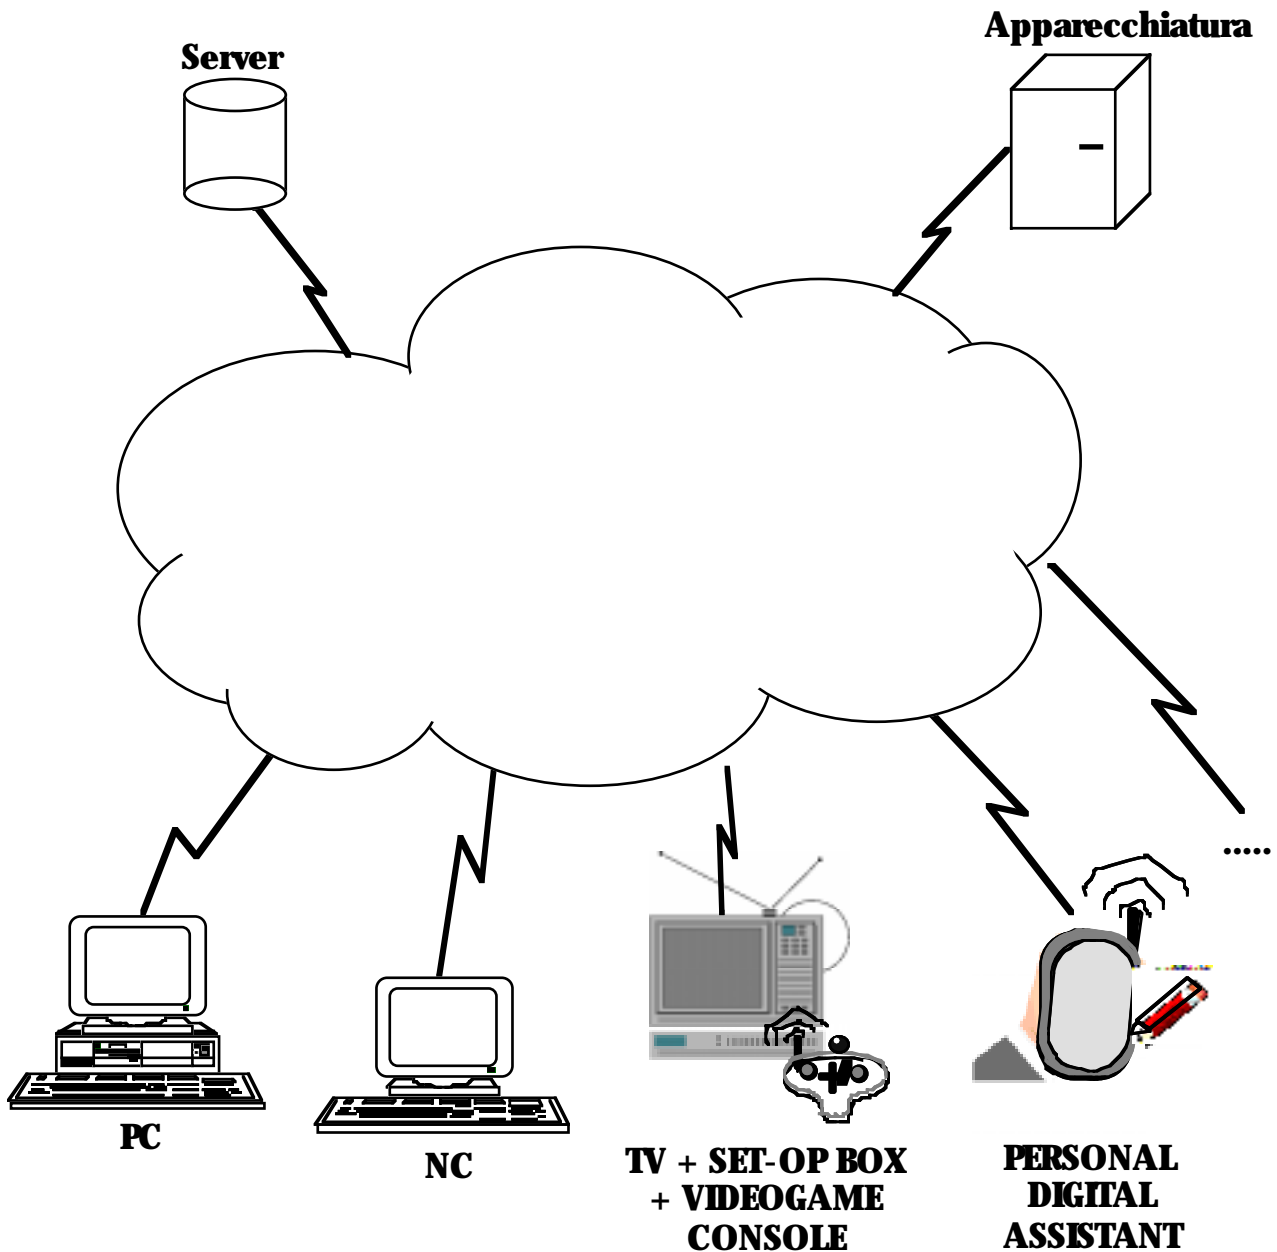 Apparecchiatura
Server
.....
PC
NC
TV + SET-OP BOX
+ VIDEOGAME
CONSOLE
PERSONAL
DIGITAL
ASSISTANT